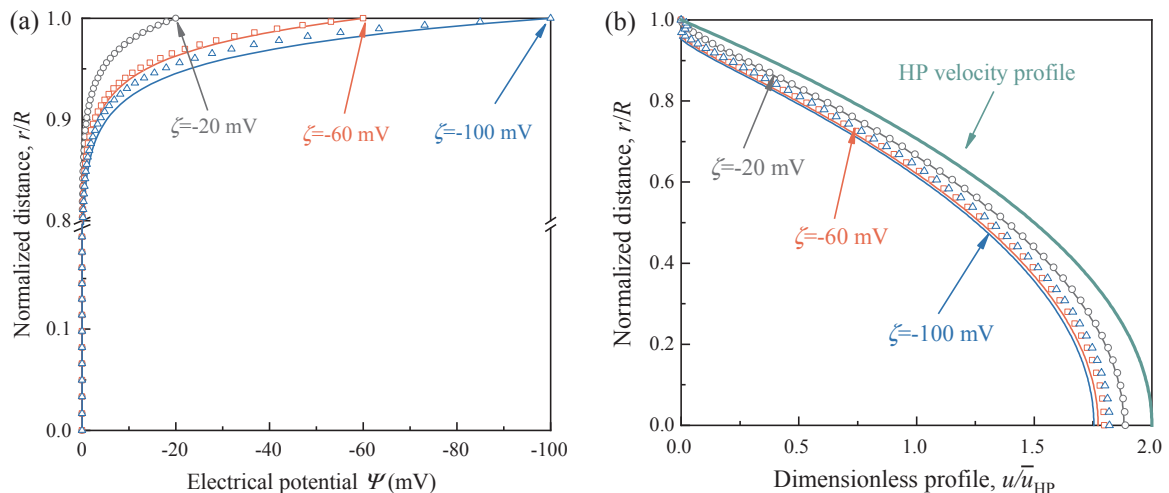 (a)
1.0
0.9
0.8
0.1
0.0
Normalized distance, r/R
ζ=-20 mV
ζ=-60 mV
ζ=-100 mV
0
-20
-40
-60
-80
-100
Electrical potential Ψ (mV)
(b)
1.0
0.8
0.6
0.4
0.2
0.0
Normalized distance, r/R
HP velocity profile
ζ=-20 mV
ζ=-60 mV
ζ=-100 mV
0.0
0.5
1.0
1.5
2.0
Dimensionless profile, u/u̅HP